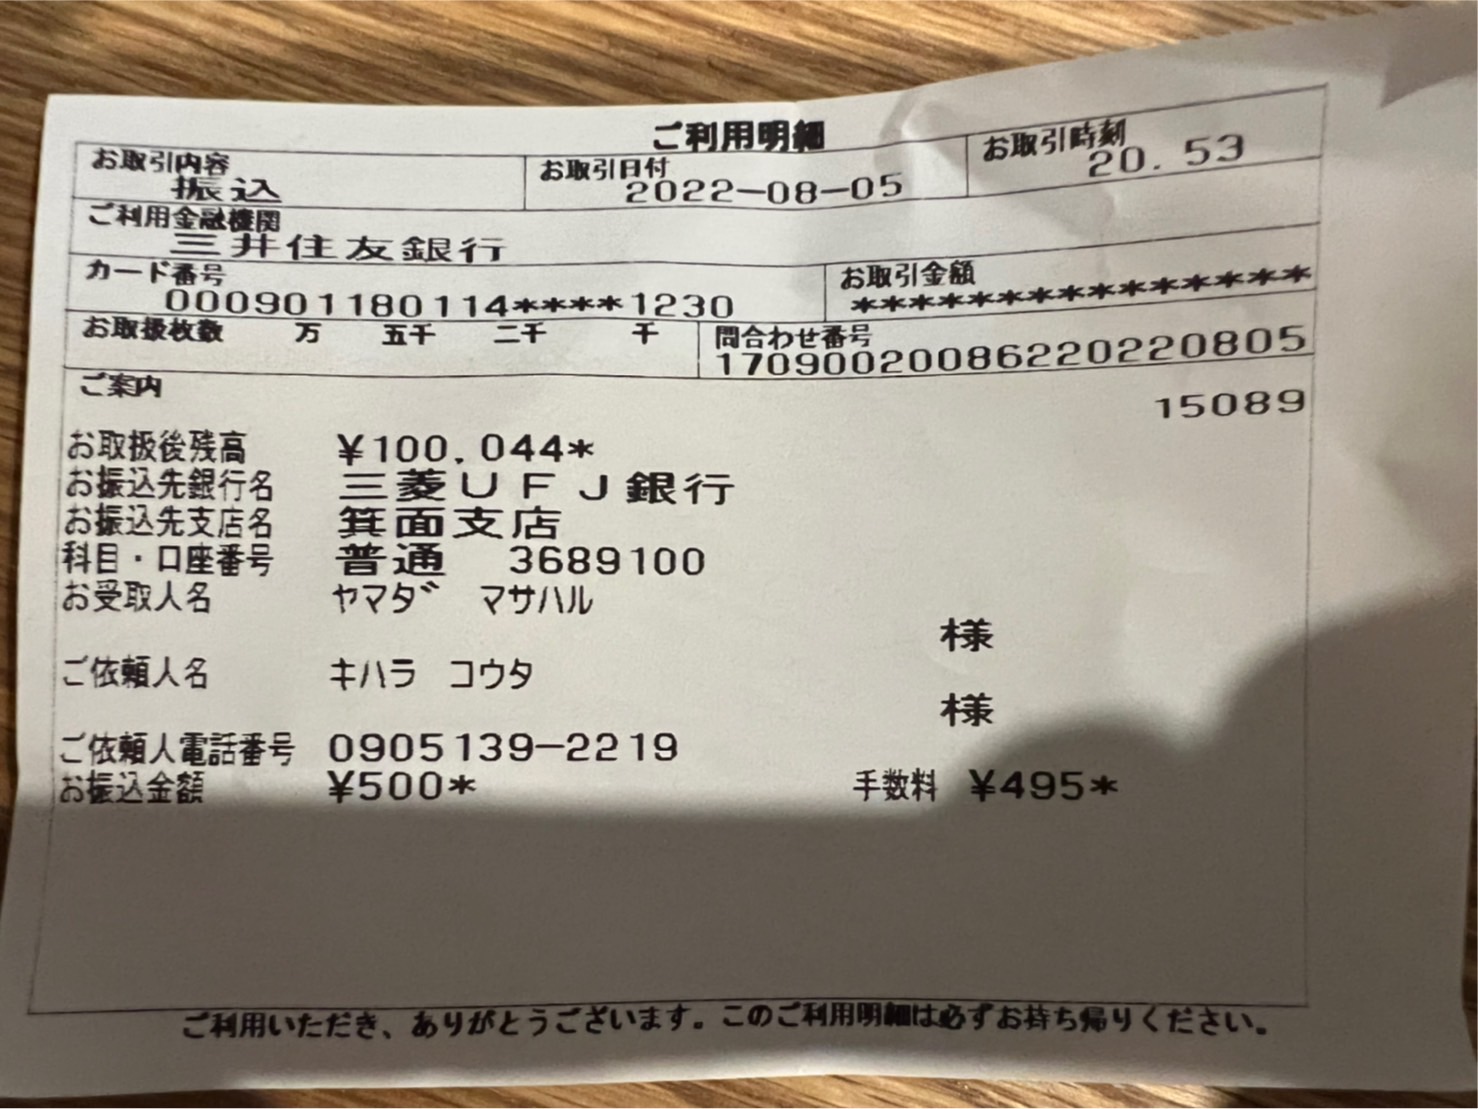 ご利用明細
お取引内容 お取引日付 お取引時刻
振込 2022-08-05 20.53
ご利用金融機関
三井住友銀行
カード番号 お取引金額
000901180114****1230 ****************
お取扱枚数 万 五千 二千 千 問合わせ番号
17090020086220220805
ご案内
15089
お取扱後残高 ¥100,044*
お振込先銀行名 三菱UFJ銀行
お振込先支店名 箕面支店
科目・口座番号 普通 3689100
お受取人名 ヤマダ マサハル
様
ご依頼人名 キハラ コウタ
様
ご依頼人電話番号 0905139-2219
お振込金額 ¥500* 手数料 ¥495*
ご利用いただき、ありがとうございます。このご利用明細は必ずお持ち帰りください。